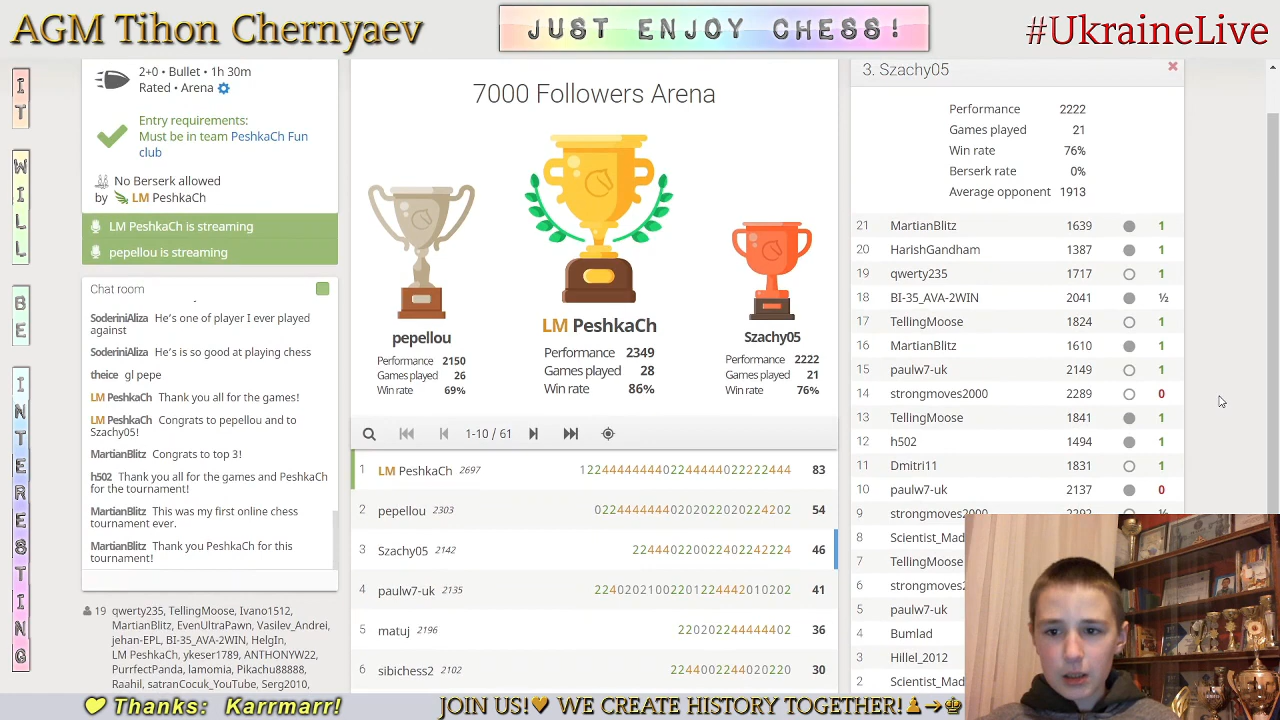 AGM Tihon Chernyaev
JUST ENJOY CHESS!
#UkraineLive
IT
WILL
BE
INTERESTING
2+0 • Bullet • 1h 30m
Rated • Arena
Entry requirements:
Must be in team PeshkaCh Fun
club
No Berserk allowed
by LM PeshkaCh
LM PeshkaCh is streaming
pepellou is streaming
Chat room
SoderiniAliza He's one of player I ever played
against
SoderiniAliza He's is so good at playing chess
theice gl pepe
LM PeshkaCh Thank you all for the games!
LM PeshkaCh Congrats to pepellou and to
Szachy05!
MartianBlitz Congrats to top 3!
h502 Thank you all for the games and PeshkaCh
for the tournament!
MartianBlitz This was my first online chess
tournament ever.
MartianBlitz Thank you PeshkaCh for this
tournament!
19 qwerty235, TellingMoose, Ivano1512,
MartianBlitz, EvenUltraPawn, Vasilev_Andrei,
jehan-EPL, BI-35_AVA-2WIN, HelgIn,
LM PeshkaCh, ykeser1789, ANTHONYW22,
PurrfectPanda, Iamomia, Pikachu88888,
Raahil, satranCocuk_YouTube, Serg2010,
7000 Followers Arena
pepellou
Performance 2150
Games played 26
Win rate 69%
LM PeshkaCh
Performance 2349
Games played 28
Win rate 86%
Szachy05
Performance 2222
Games played 21
Win rate 76%
1-10 / 61
1 LM PeshkaCh 2697 83
2 pepellou 2303 54
3 Szachy05 2142 46
4 paulw7-uk 2135 41
5 matuj 2196 36
6 sibichess2 2102 30
3. Szachy05
Performance 2222
Games played 21
Win rate 76%
Berserk rate 0%
Average opponent 1913
21 MartianBlitz 1639 1
20 HarishGandham 1387 1
19 qwerty235 1717 1
18 BI-35_AVA-2WIN 2041 ½
17 TellingMoose 1824 1
16 MartianBlitz 1610 1
15 paulw7-uk 2149 1
14 strongmoves2000 2289 0
13 TellingMoose 1841 1
12 h502 1494 1
11 Dmitri11 1831 1
10 paulw7-uk 2137 0
9 strongmoves2000
8 Scientist_Mad
7 TellingMoose
6 strongmoves2
5 paulw7-uk
4 Bumlad
3 Hillel_2012
2 Scientist_Mad
Thanks: Karrmarr!
JOIN US! WE CREATE HISTORY TOGETHER!